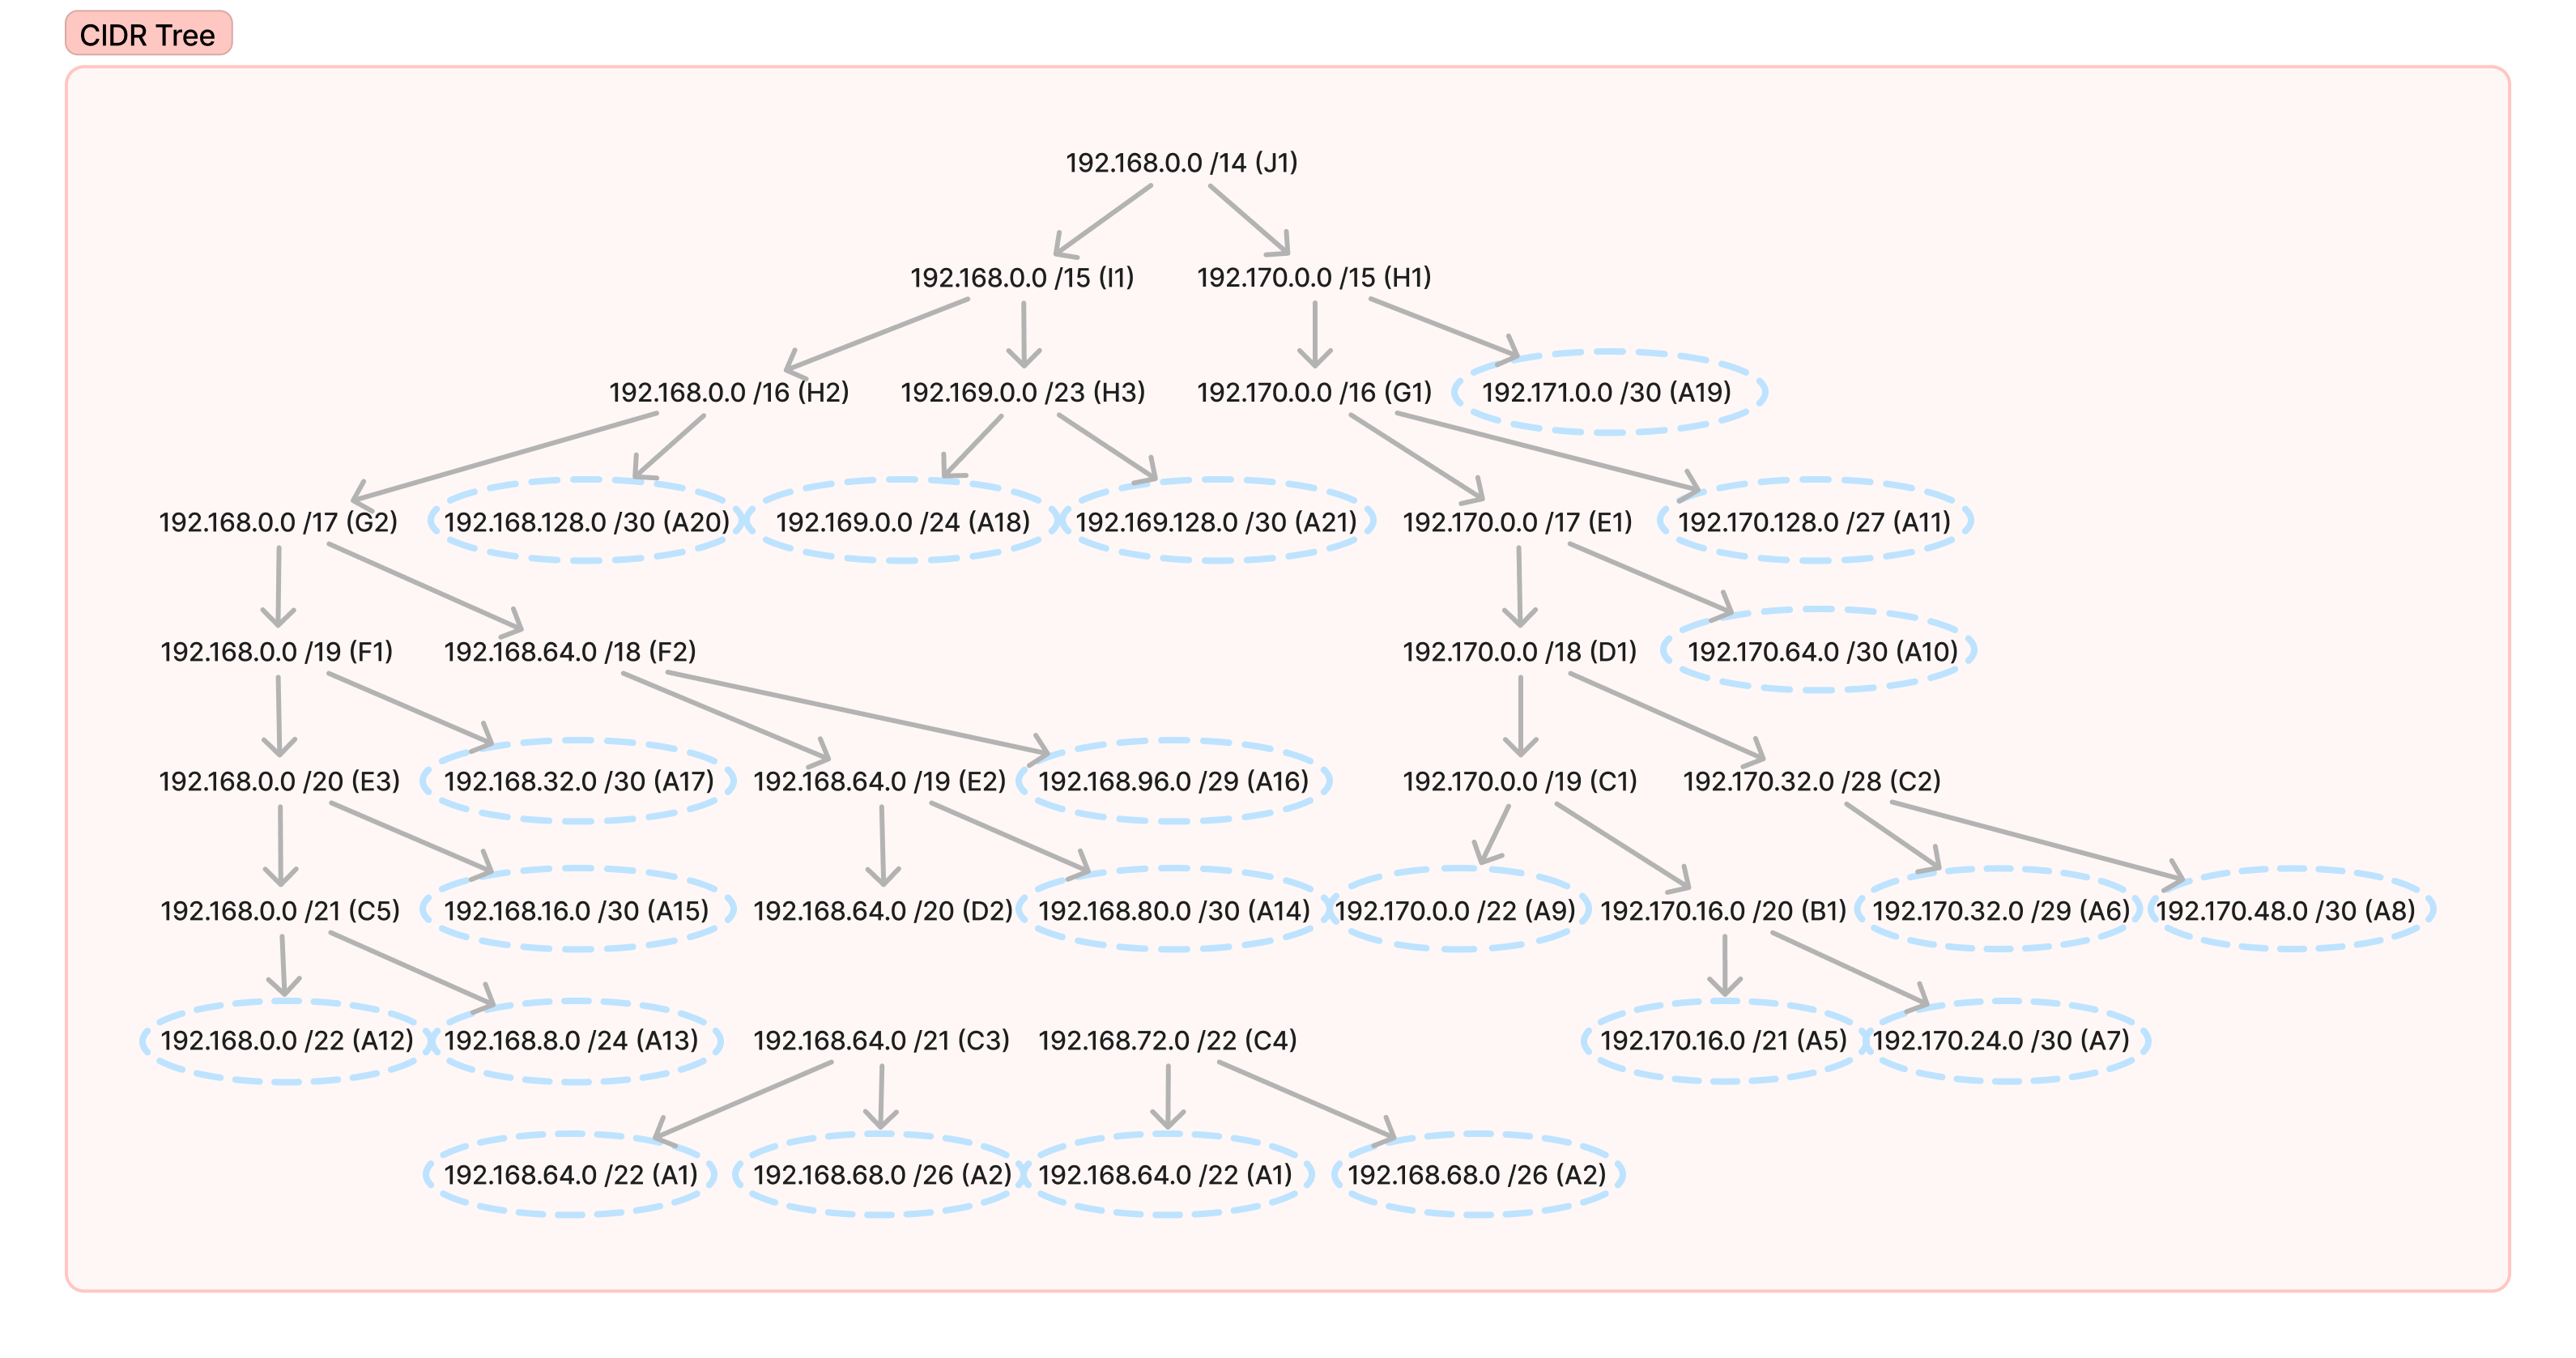 CIDR Tree
192.168.0.0 /14 (J1)
192.168.0.0 /15 (I1)
192.170.0.0 /15 (H1)
192.168.0.0 /16 (H2)
192.169.0.0 /23 (H3)
192.170.0.0 /16 (G1)
192.171.0.0 /30 (A19)
192.168.0.0 /17 (G2)
192.168.128.0 /30 (A20)
192.169.0.0 /24 (A18)
192.169.128.0 /30 (A21)
192.170.0.0 /17 (E1)
192.170.128.0 /27 (A11)
192.168.0.0 /19 (F1)
192.168.64.0 /18 (F2)
192.170.0.0 /18 (D1)
192.170.64.0 /30 (A10)
192.168.0.0 /20 (E3)
192.168.32.0 /30 (A17)
192.168.64.0 /19 (E2)
192.168.96.0 /29 (A16)
192.170.0.0 /19 (C1)
192.170.32.0 /28 (C2)
192.168.0.0 /21 (C5)
192.168.16.0 /30 (A15)
192.168.64.0 /20 (D2)
192.168.80.0 /30 (A14)
192.170.0.0 /22 (A9)
192.170.16.0 /20 (B1)
192.170.32.0 /29 (A6)
192.170.48.0 /30 (A8)
192.168.0.0 /22 (A12)
192.168.8.0 /24 (A13)
192.168.64.0 /21 (C3)
192.168.72.0 /22 (C4)
192.170.16.0 /21 (A5)
192.170.24.0 /30 (A7)
192.168.64.0 /22 (A1)
192.168.68.0 /26 (A2)
192.168.64.0 /22 (A1)
192.168.68.0 /26 (A2)